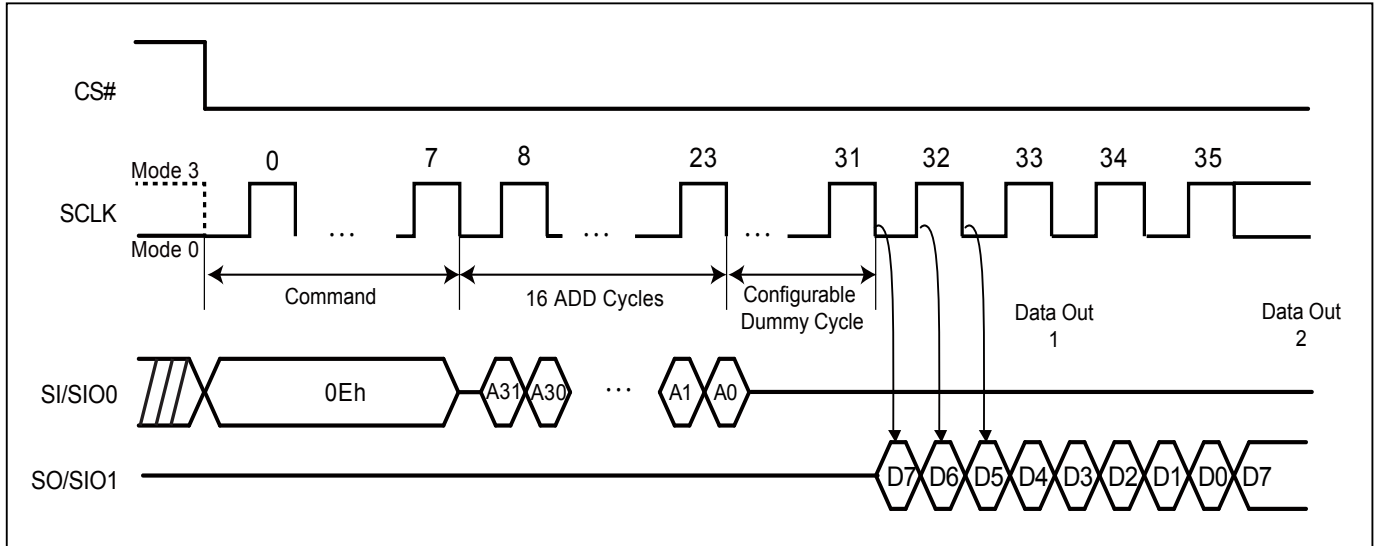 CS#
0 7 8 23 31 32 33 34 35
Mode 3
SCLK
... ... ...
Mode 0
Command
16 ADD Cycles
Configurable
Dummy Cycle
Data Out
1
Data Out
2
SI/SIO0
0Eh
A31 A30 ... A1 A0
SO/SIO1
D7 D6 D5 D4 D3 D2 D1 D0 D7